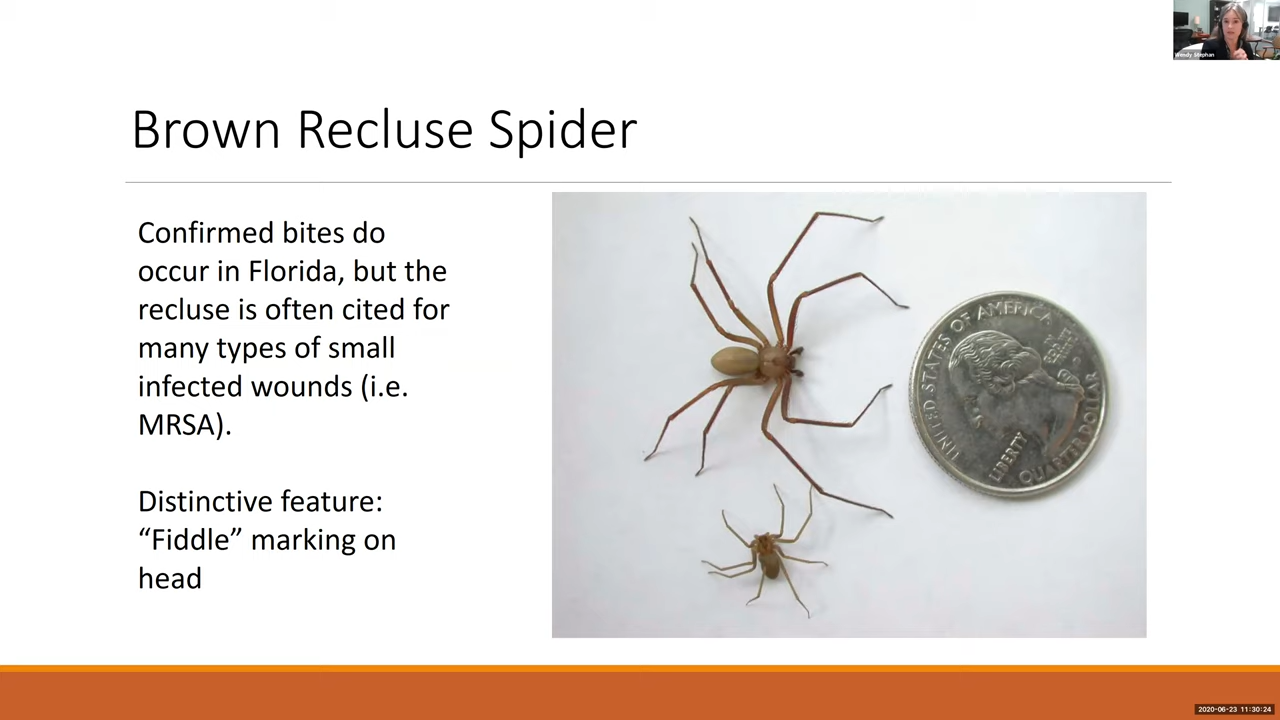 Wendy Stephan
Brown Recluse Spider
Confirmed bites do
occur in Florida, but the
recluse is often cited for
many types of small
infected wounds (i.e.
MRSA).
Distinctive feature:
“Fiddle” marking on
head
UNITED STATES OF AMERICA
LIBERTY
QUARTER DOLLAR
2020-06-23 11:30:24